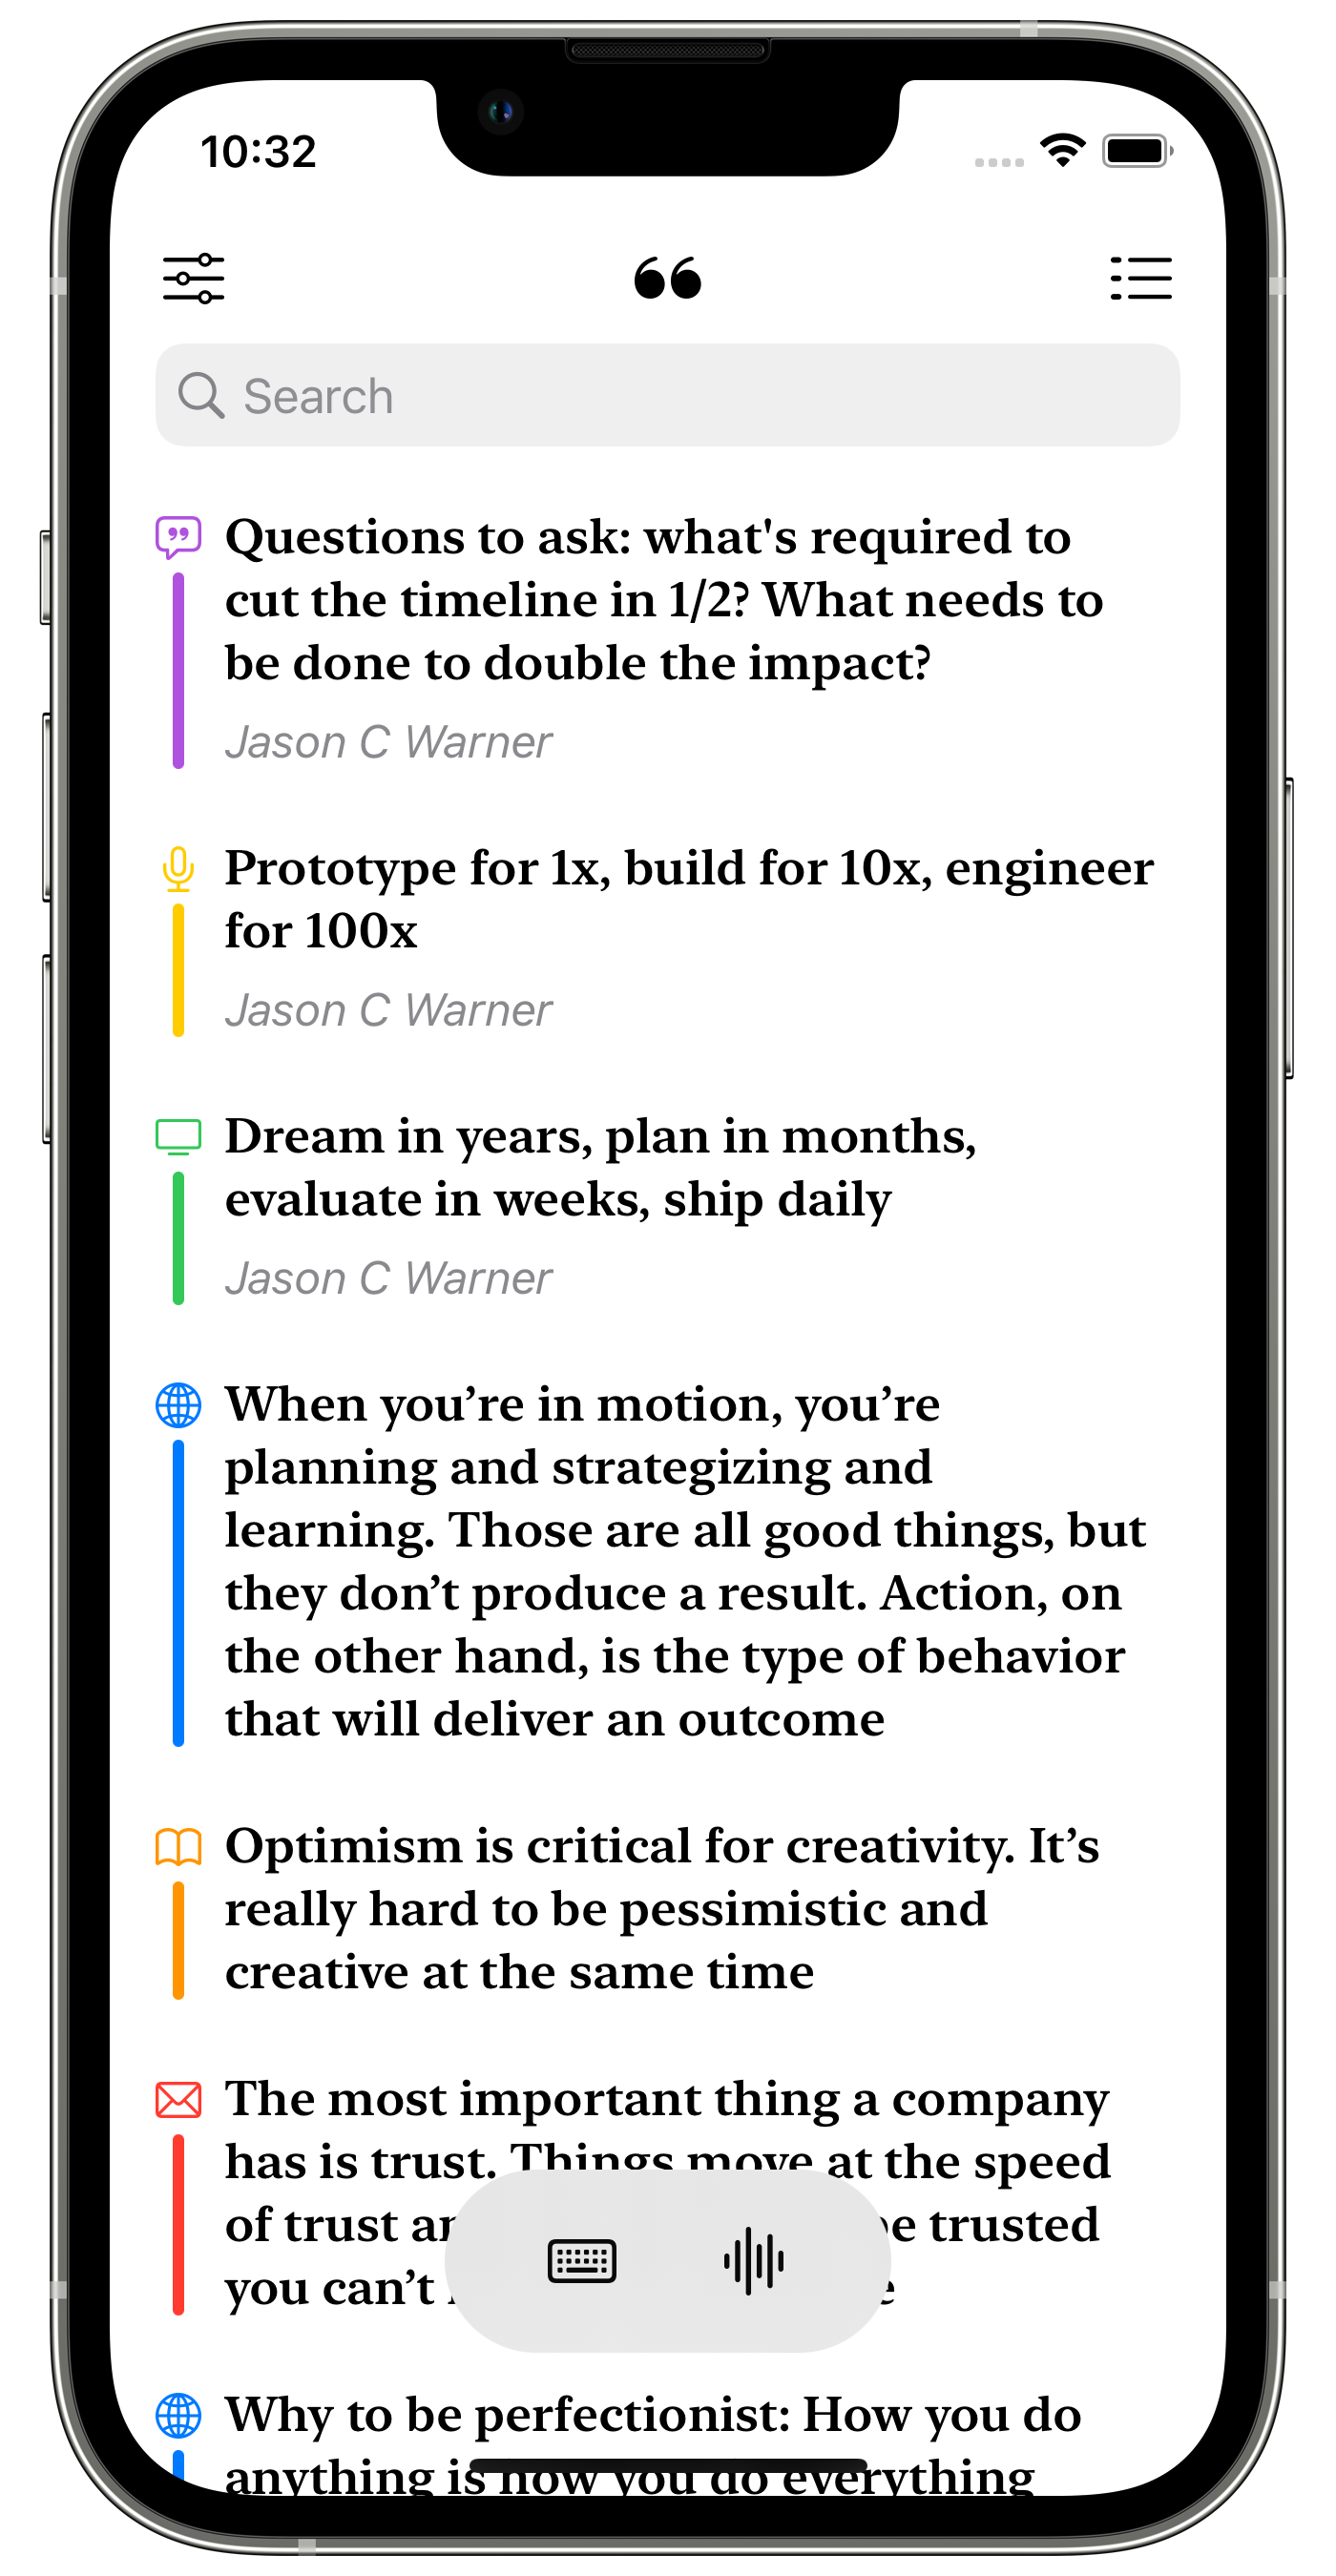 10:32
Search
Questions to ask: what's required to
cut the timeline in 1/2? What needs to
be done to double the impact?
Jason C Warner
Prototype for 1x, build for 10x, engineer
for 100x
Jason C Warner
Dream in years, plan in months,
evaluate in weeks, ship daily
Jason C Warner
When you’re in motion, you’re
planning and strategizing and
learning. Those are all good things, but
they don’t produce a result. Action, on
the other hand, is the type of behavior
that will deliver an outcome
Optimism is critical for creativity. It’s
really hard to be pessimistic and
creative at the same time
The most important thing a company
has is trust. Things move at the speed
of trust trusted
you can’t
Why to be perfectionist: How you do
anything is how you do everything